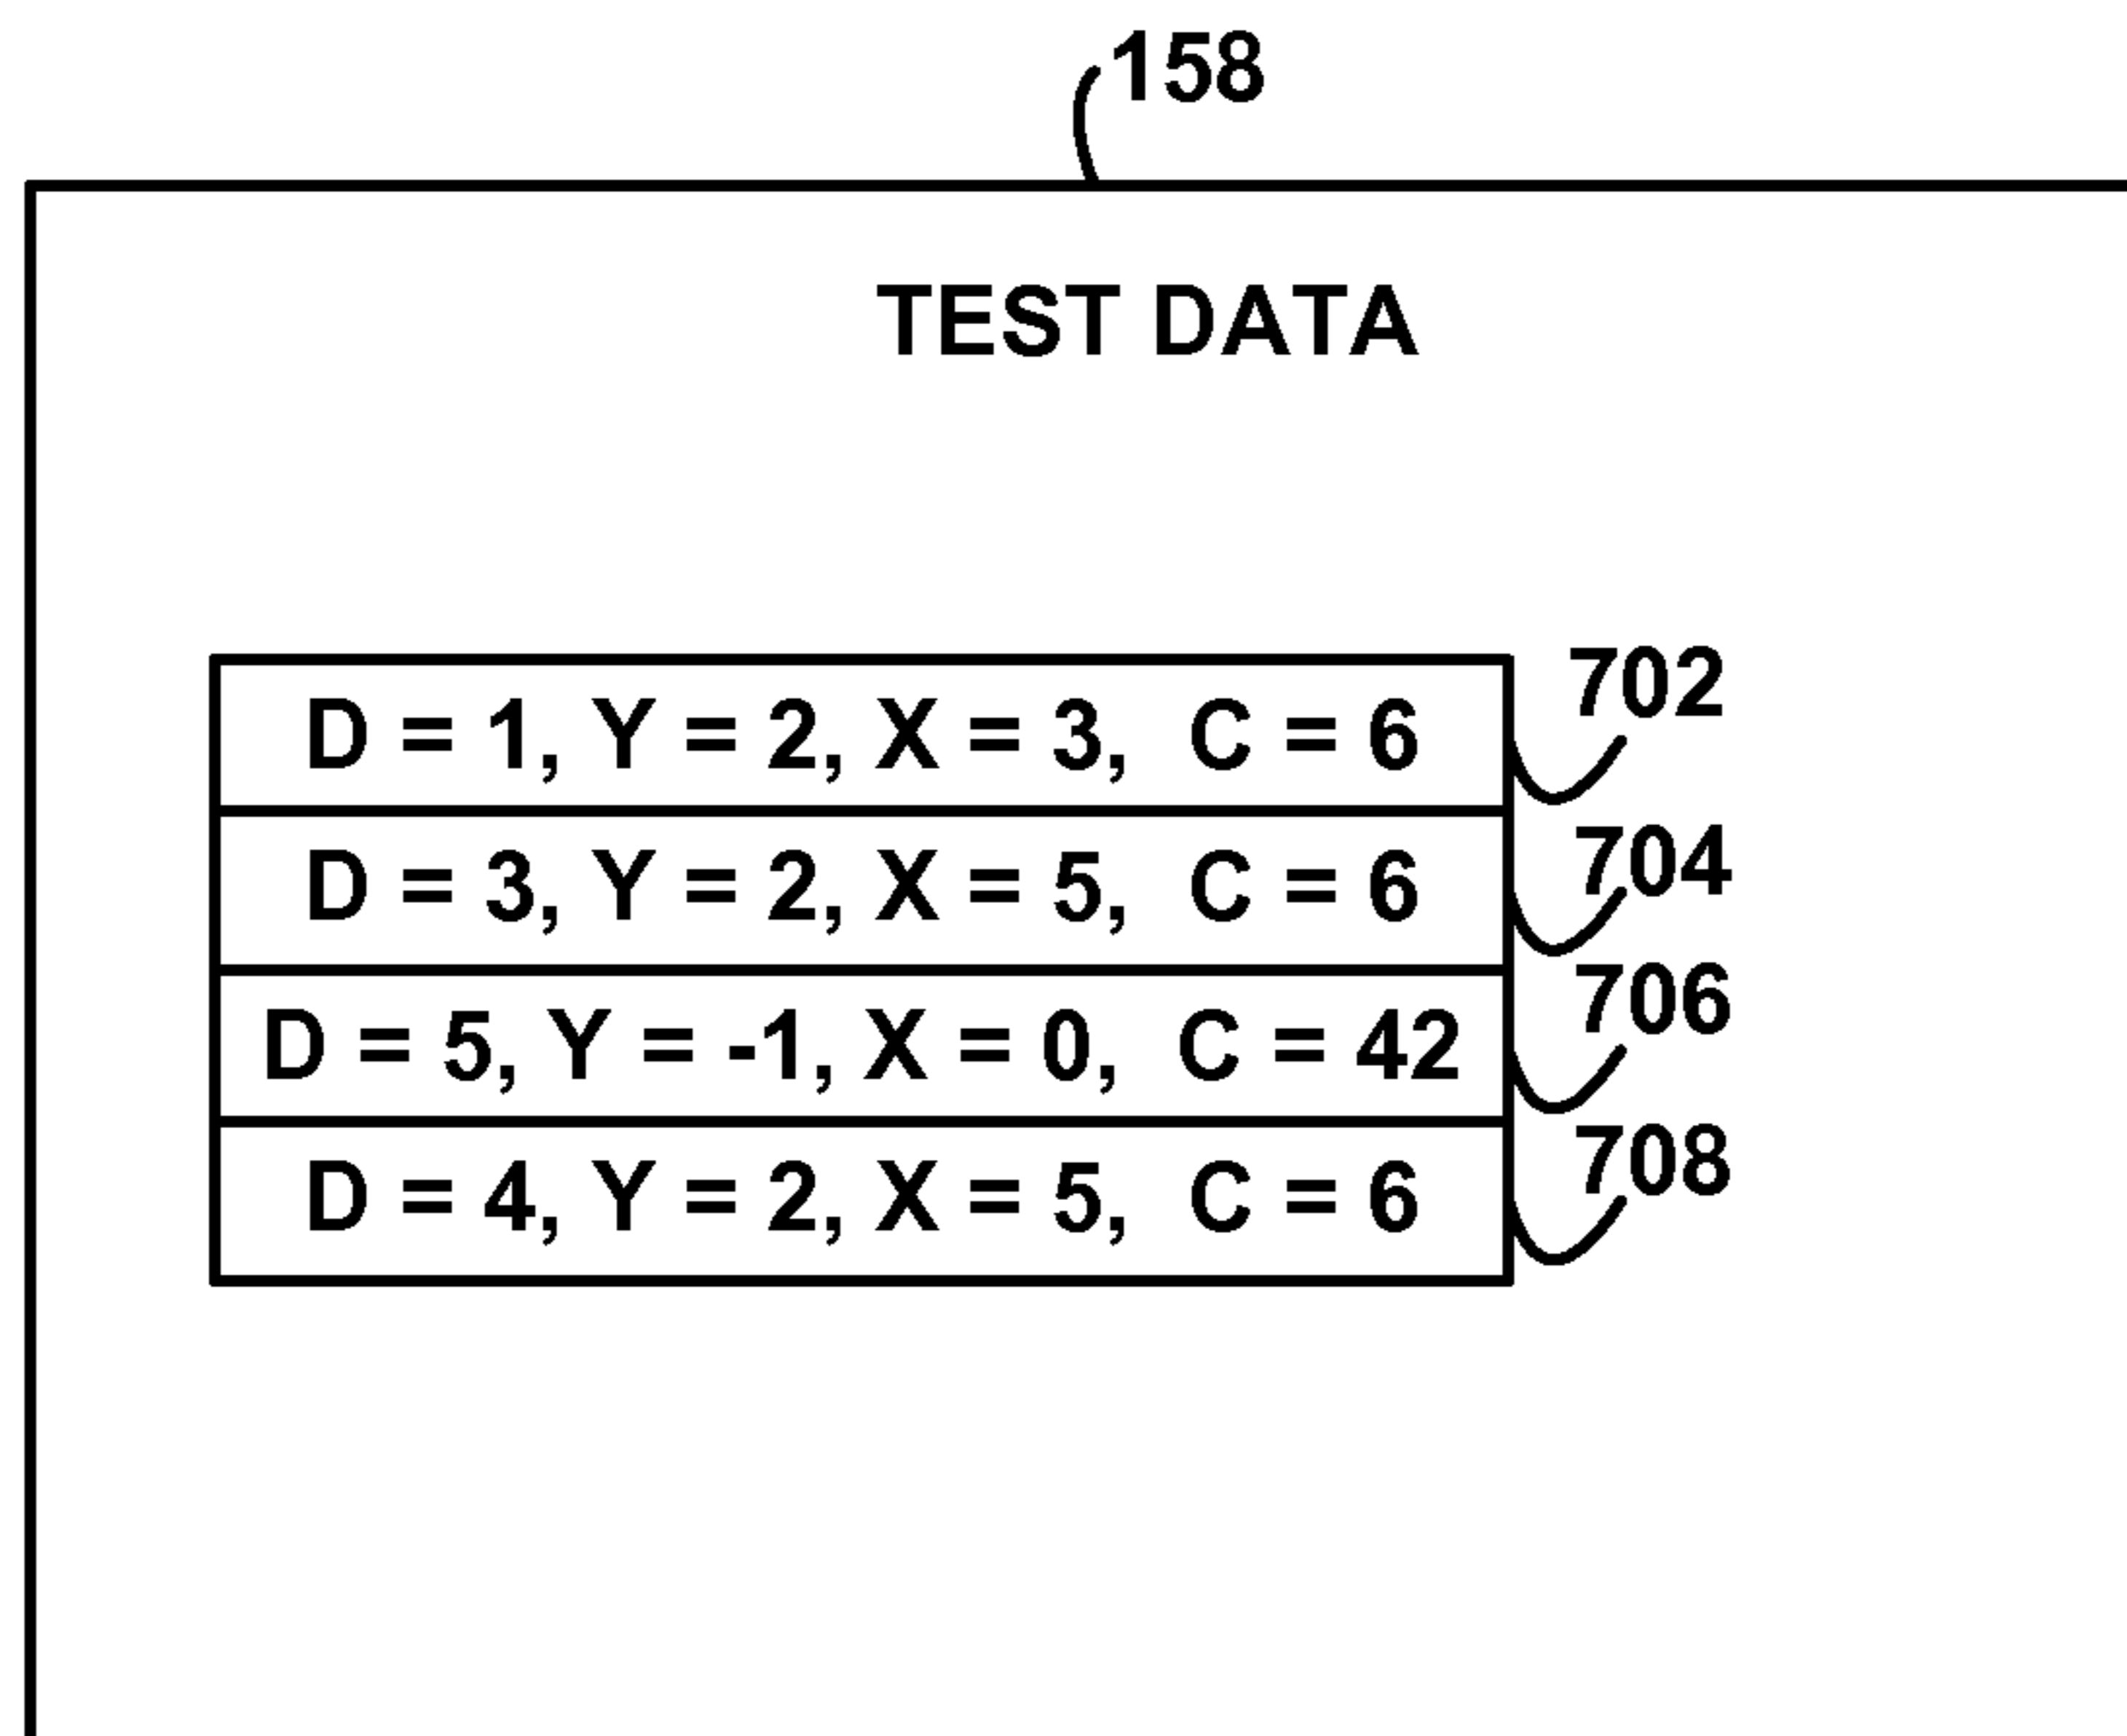 158
TEST DATA
D = 1, Y = 2, X = 3, C = 6
702
D = 3, Y = 2, X = 5, C = 6
704
D = 5, Y = -1, X = 0, C = 42
706
D = 4, Y = 2, X = 5, C = 6
708